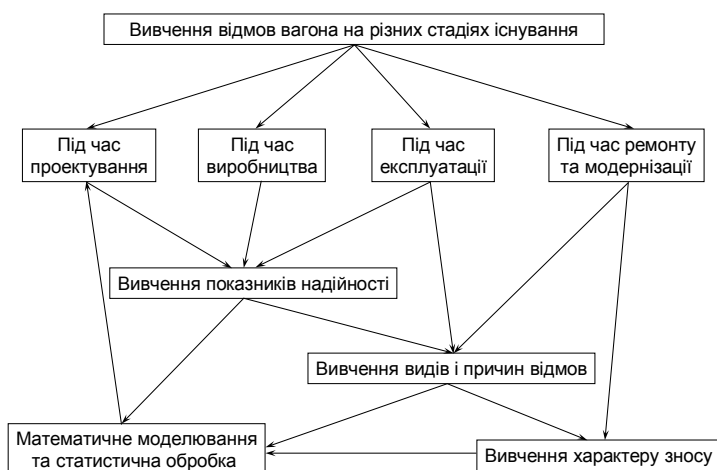 Вивчення відмов вагона на різних стадіях існування
Під час
проектування
Під час
виробництва
Під час
експлуатації
Під час ремонту
та модернізації
Вивчення показників надійності
Вивчення видів і причин відмов
Математичне моделювання
та статистична обробка
Вивчення характеру зносу